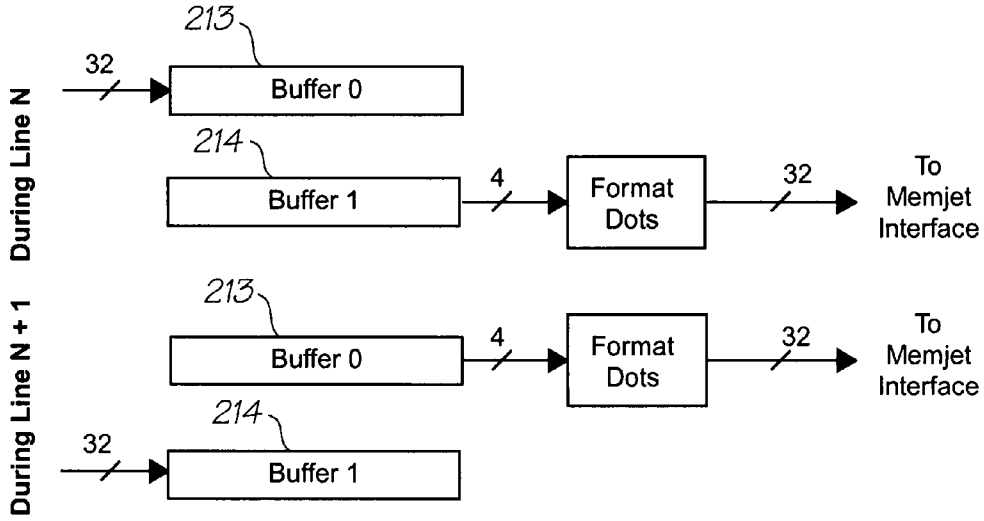 During Line N
213
32
Buffer 0
214
Buffer 1
4
Format
Dots
32
To
Memjet
Interface
During Line N + 1
213
Buffer 0
4
Format
Dots
32
To
Memjet
Interface
214
32
Buffer 1